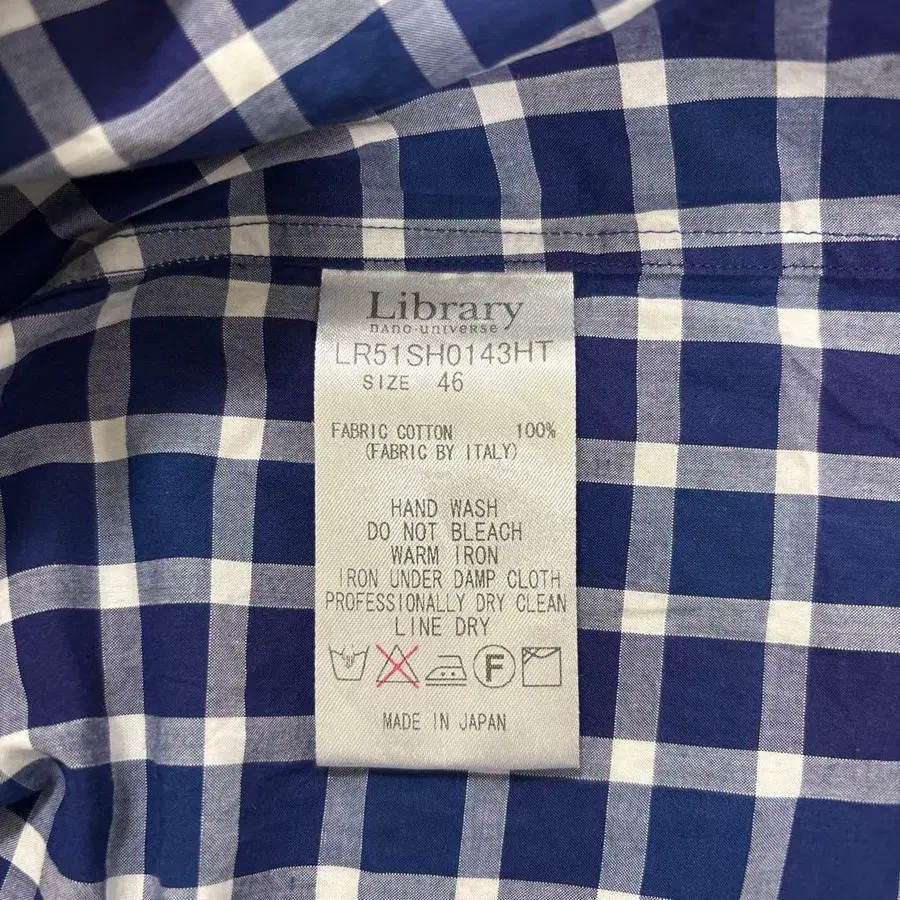 Library
nano·universe
LR51SH0143HT
SIZE 46
FABRIC COTTON 100%
(FABRIC BY ITALY)
HAND WASH
DO NOT BLEACH
WARM IRON
IRON UNDER DAMP CLOTH
PROFESSIONALLY DRY CLEAN
LINE DRY
F
MADE IN JAPAN